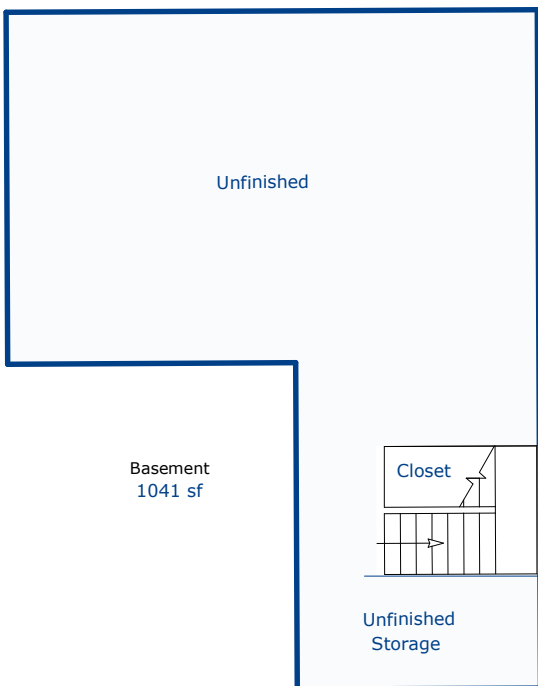 Unfinished
Basement
1041 sf
Closet
Unfinished
Storage